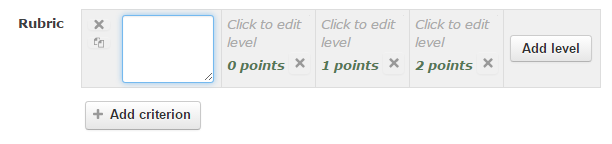 Rubric
Click to edit level
0 points
Click to edit level
1 points
Click to edit level
2 points
Add level
Add criterion